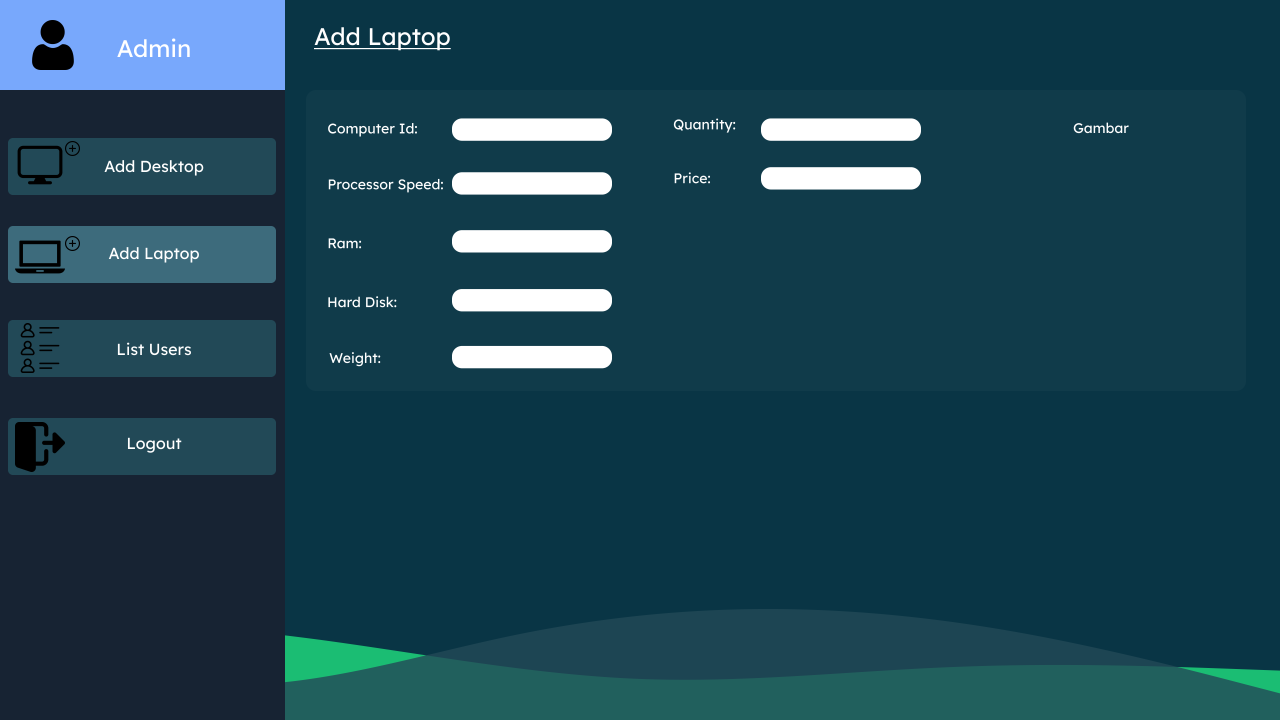 Admin
Add Desktop
Add Laptop
List Users
Logout
Add Laptop
Computer Id:
Processor Speed:
Ram:
Hard Disk:
Weight:
Quantity:
Price:
Gambar